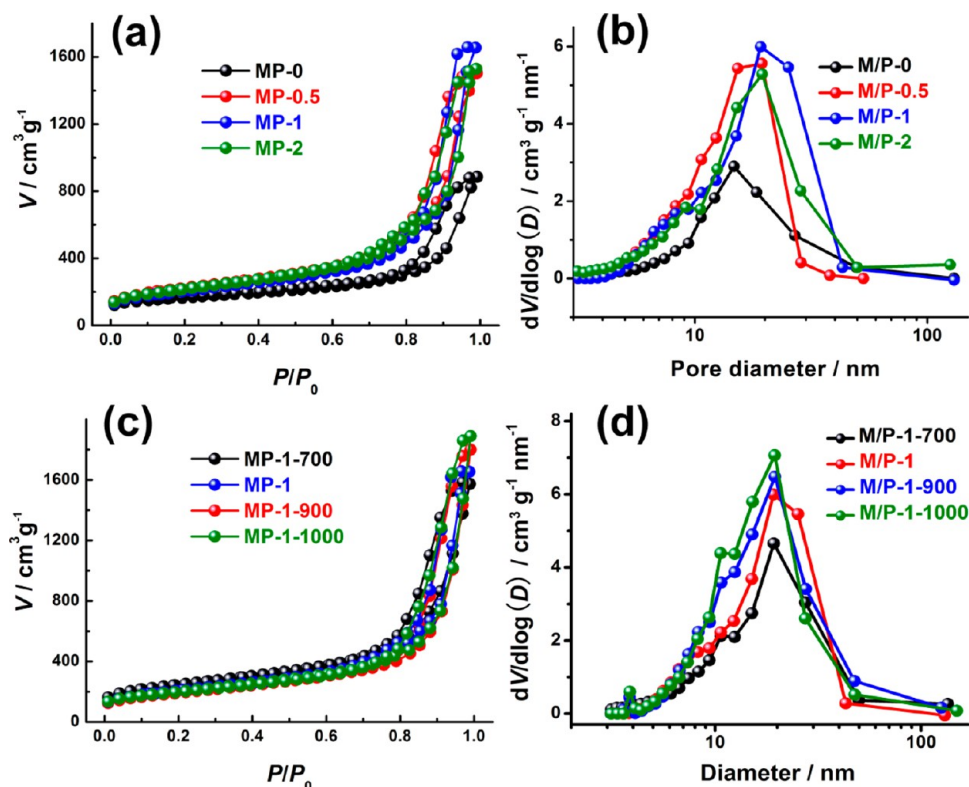 (a)
V / cm³g⁻¹
1600
1200
800
400
0
MP-0
MP-0.5
MP-1
MP-2
0.0 0.2 0.4 0.6 0.8 1.0
P/P₀
(b)
dV/dlog (D) / cm³ g⁻¹ nm⁻¹
6
4
2
0
M/P-0
M/P-0.5
M/P-1
M/P-2
10 100
Pore diameter / nm
(c)
V / cm³g⁻¹
1600
1200
800
400
0
MP-1-700
MP-1
MP-1-900
MP-1-1000
0.0 0.2 0.4 0.6 0.8 1.0
P/P₀
(d)
dV/dlog (D) / cm³ g⁻¹ nm⁻¹
8
6
4
2
0
M/P-1-700
M/P-1
M/P-1-900
M/P-1-1000
10 100
Diameter / nm